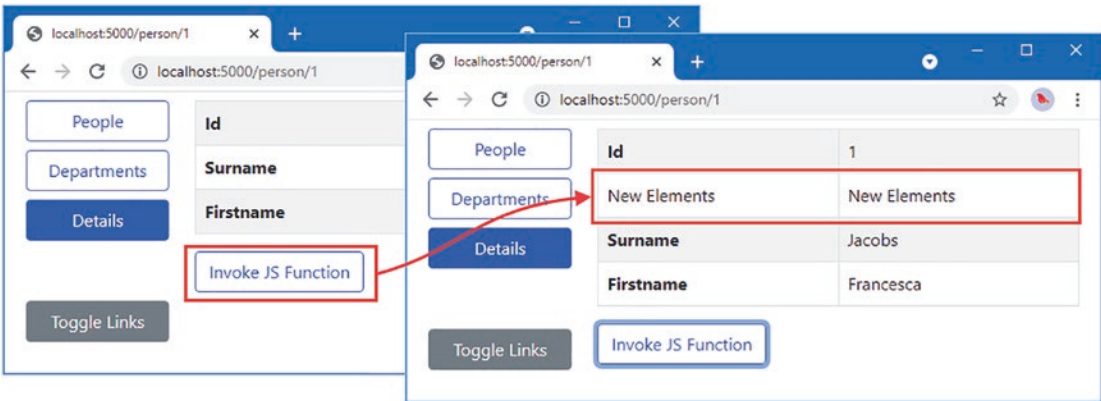 localhost:5000/person/1
localhost:5000/person/1
People
Departments
Details
Toggle Links
Id
Surname
Firstname
Invoke JS Function
localhost:5000/person/1
localhost:5000/person/1
People
Departments
Details
Toggle Links
Id 1
New Elements New Elements
Surname Jacobs
Firstname Francesca
Invoke JS Function